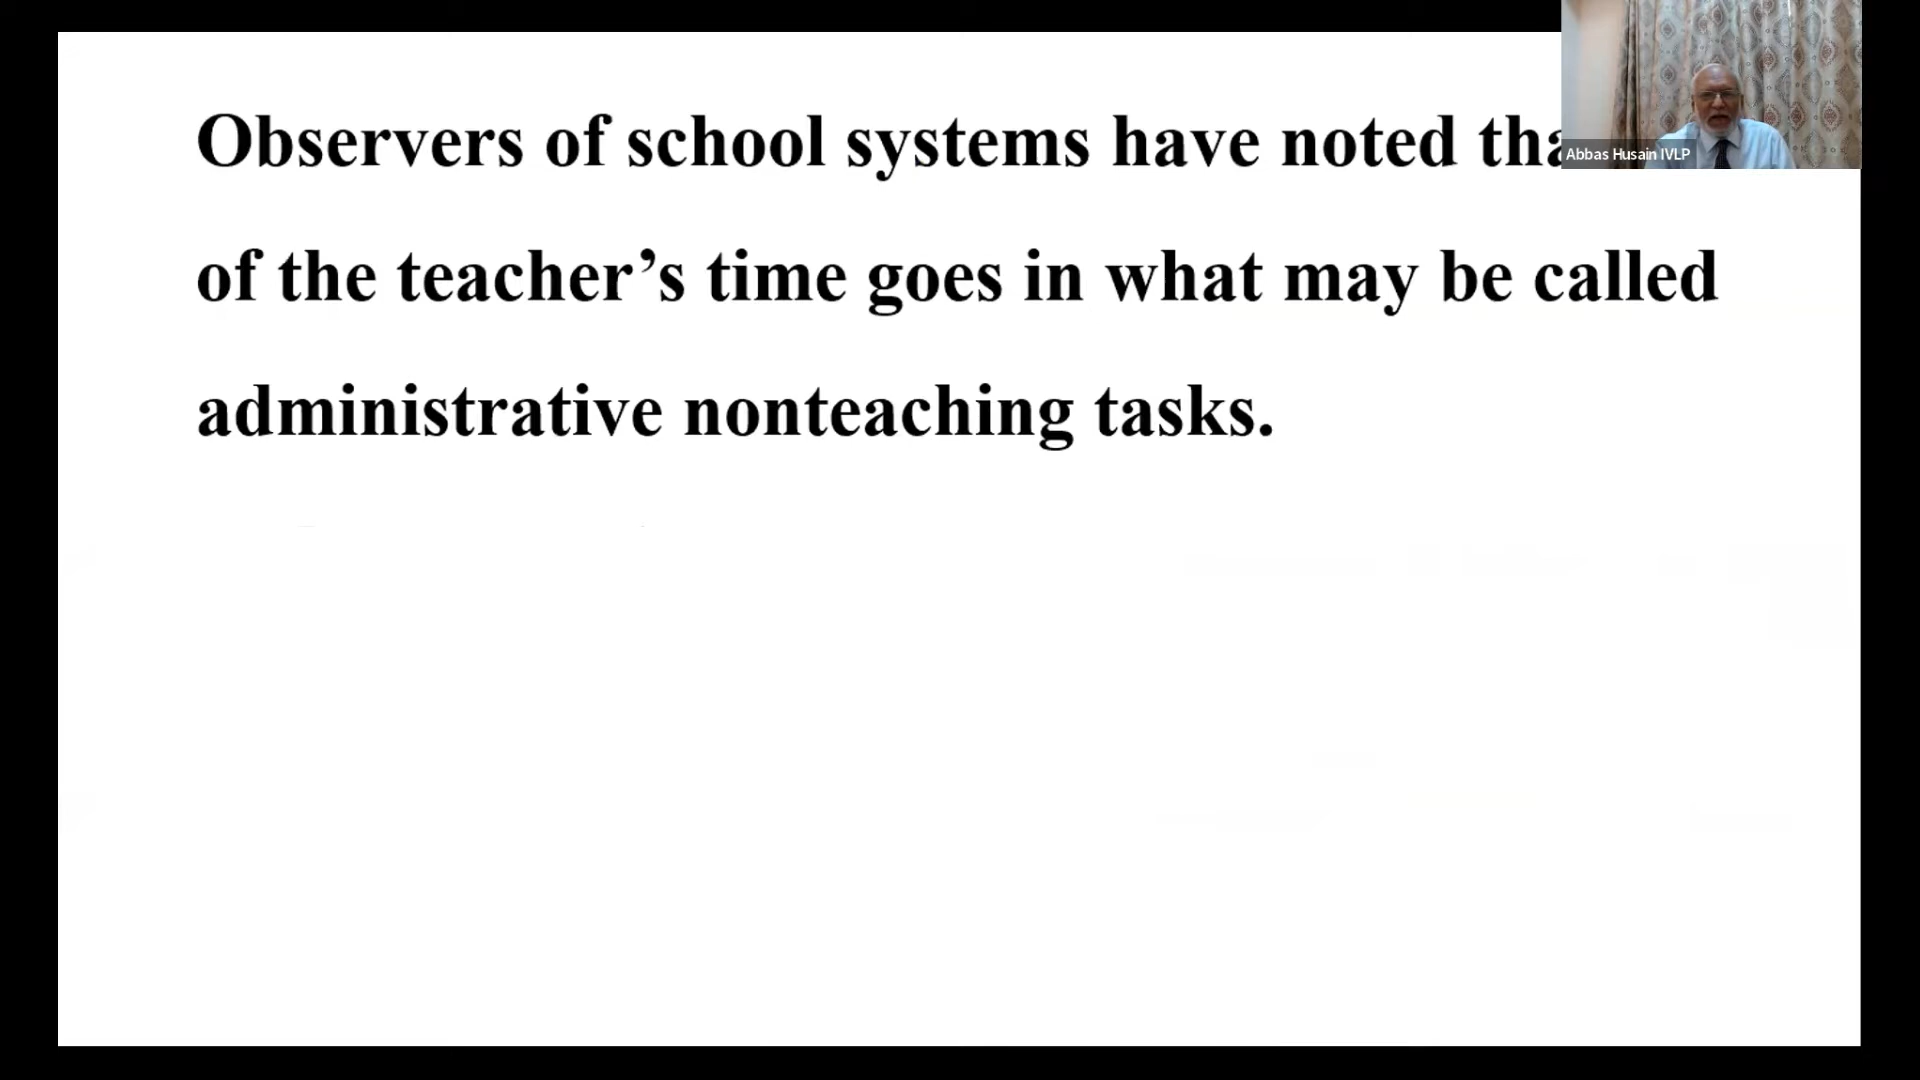 Observers of school systems have noted
of the teacher’s time goes in what may be called
administrative nonteaching tasks.
Abbas Husain IVLP